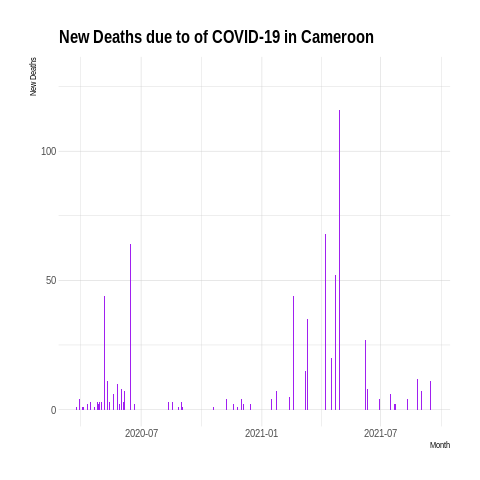 New Deaths due to of COVID-19 in Cameroon
New Deaths
100
50
0
2020-07
2021-01
2021-07
Month